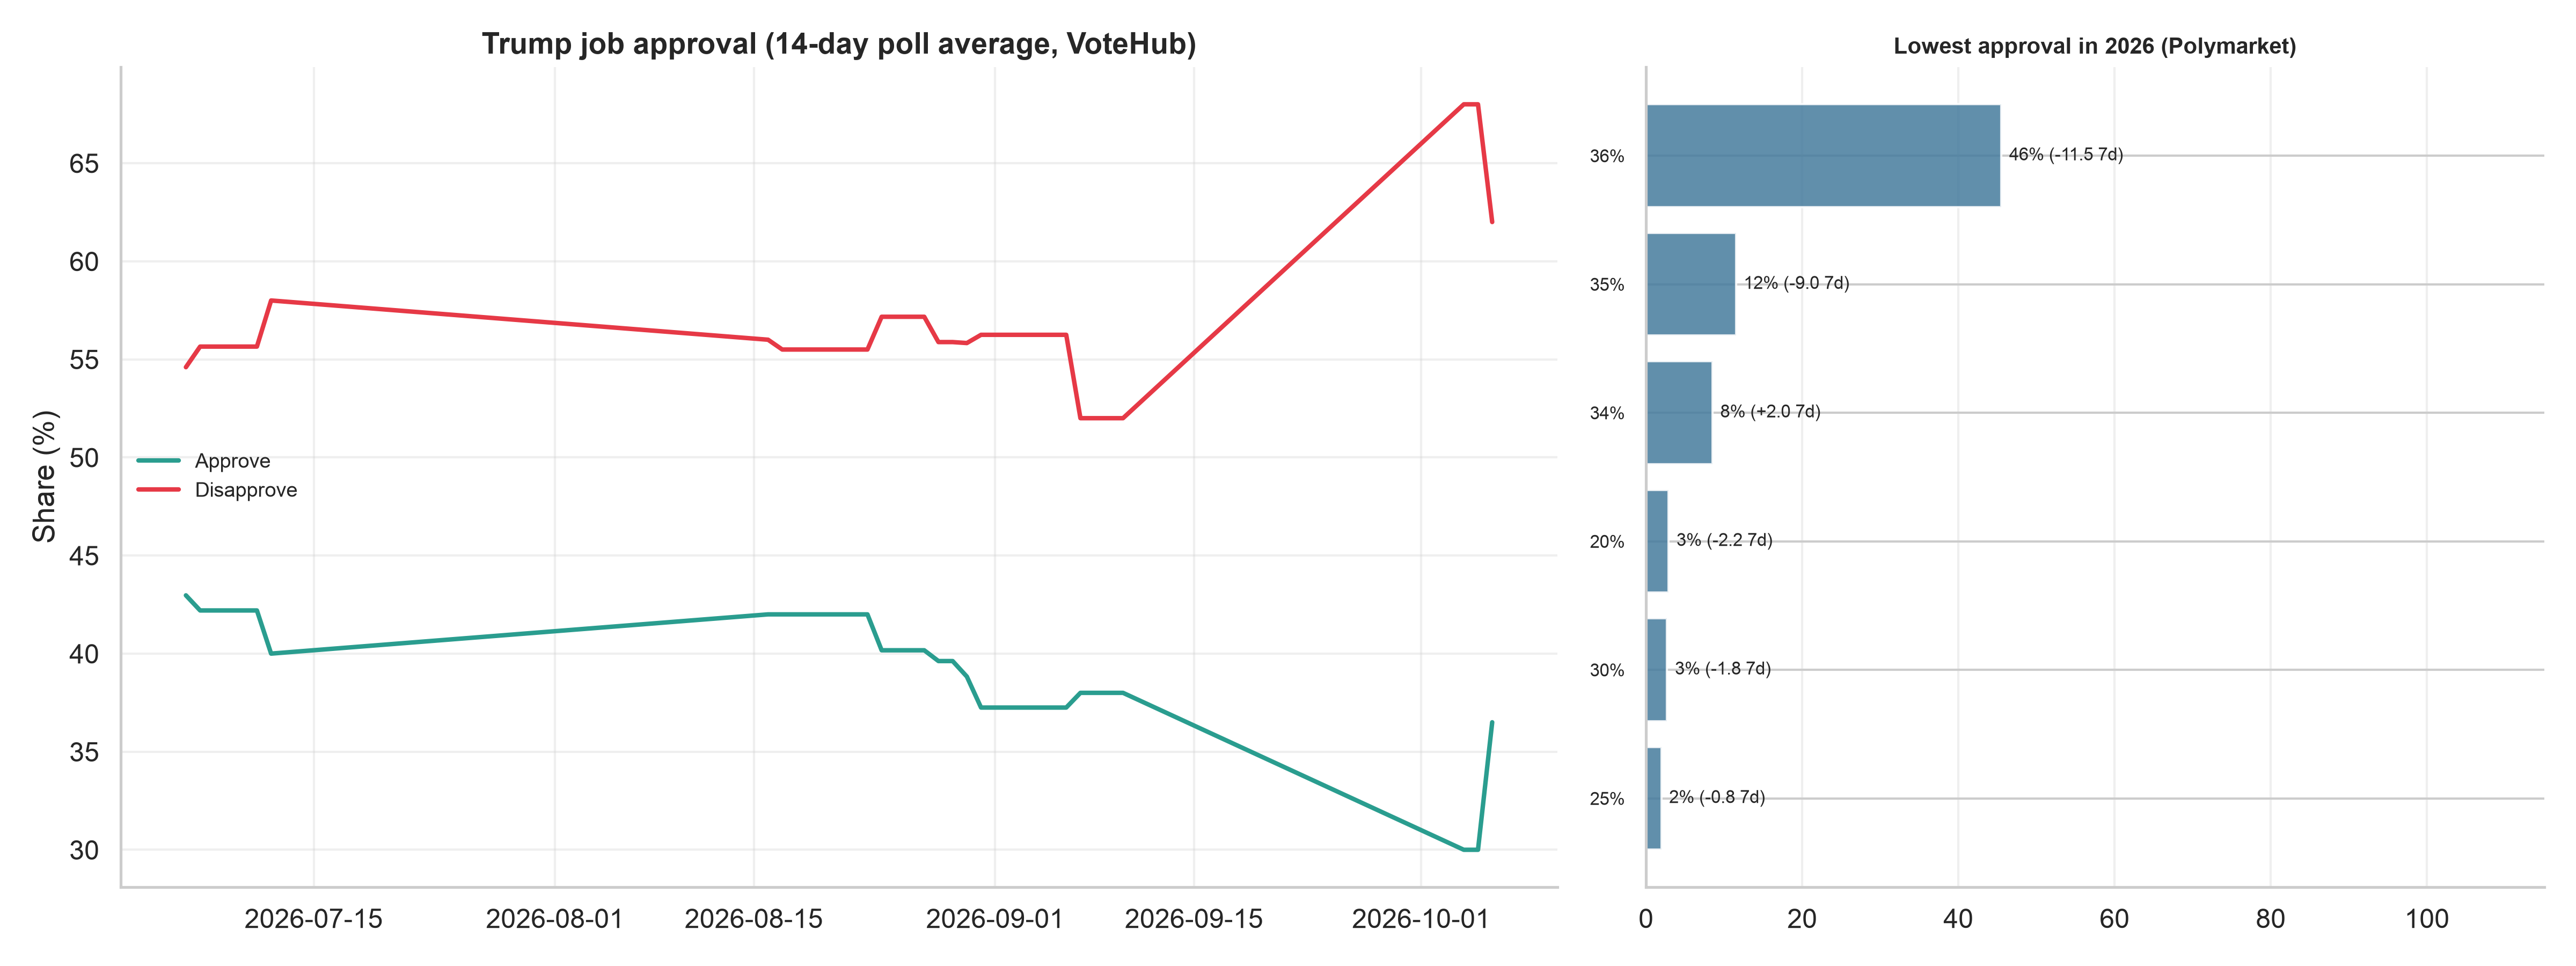 Trump job approval (14-day poll average, VoteHub)
Share (%)
65
60
55
50
45
40
35
30
Approve
Disapprove
2026-07-15 2026-08-01 2026-08-15 2026-09-01 2026-09-15 2026-10-01
Lowest approval in 2026 (Polymarket)
36% 46% (-11.5 7d)
35% 12% (-9.0 7d)
34% 8% (+2.0 7d)
20% 3% (-2.2 7d)
30% 3% (-1.8 7d)
25% 2% (-0.8 7d)
0 20 40 60 80 100